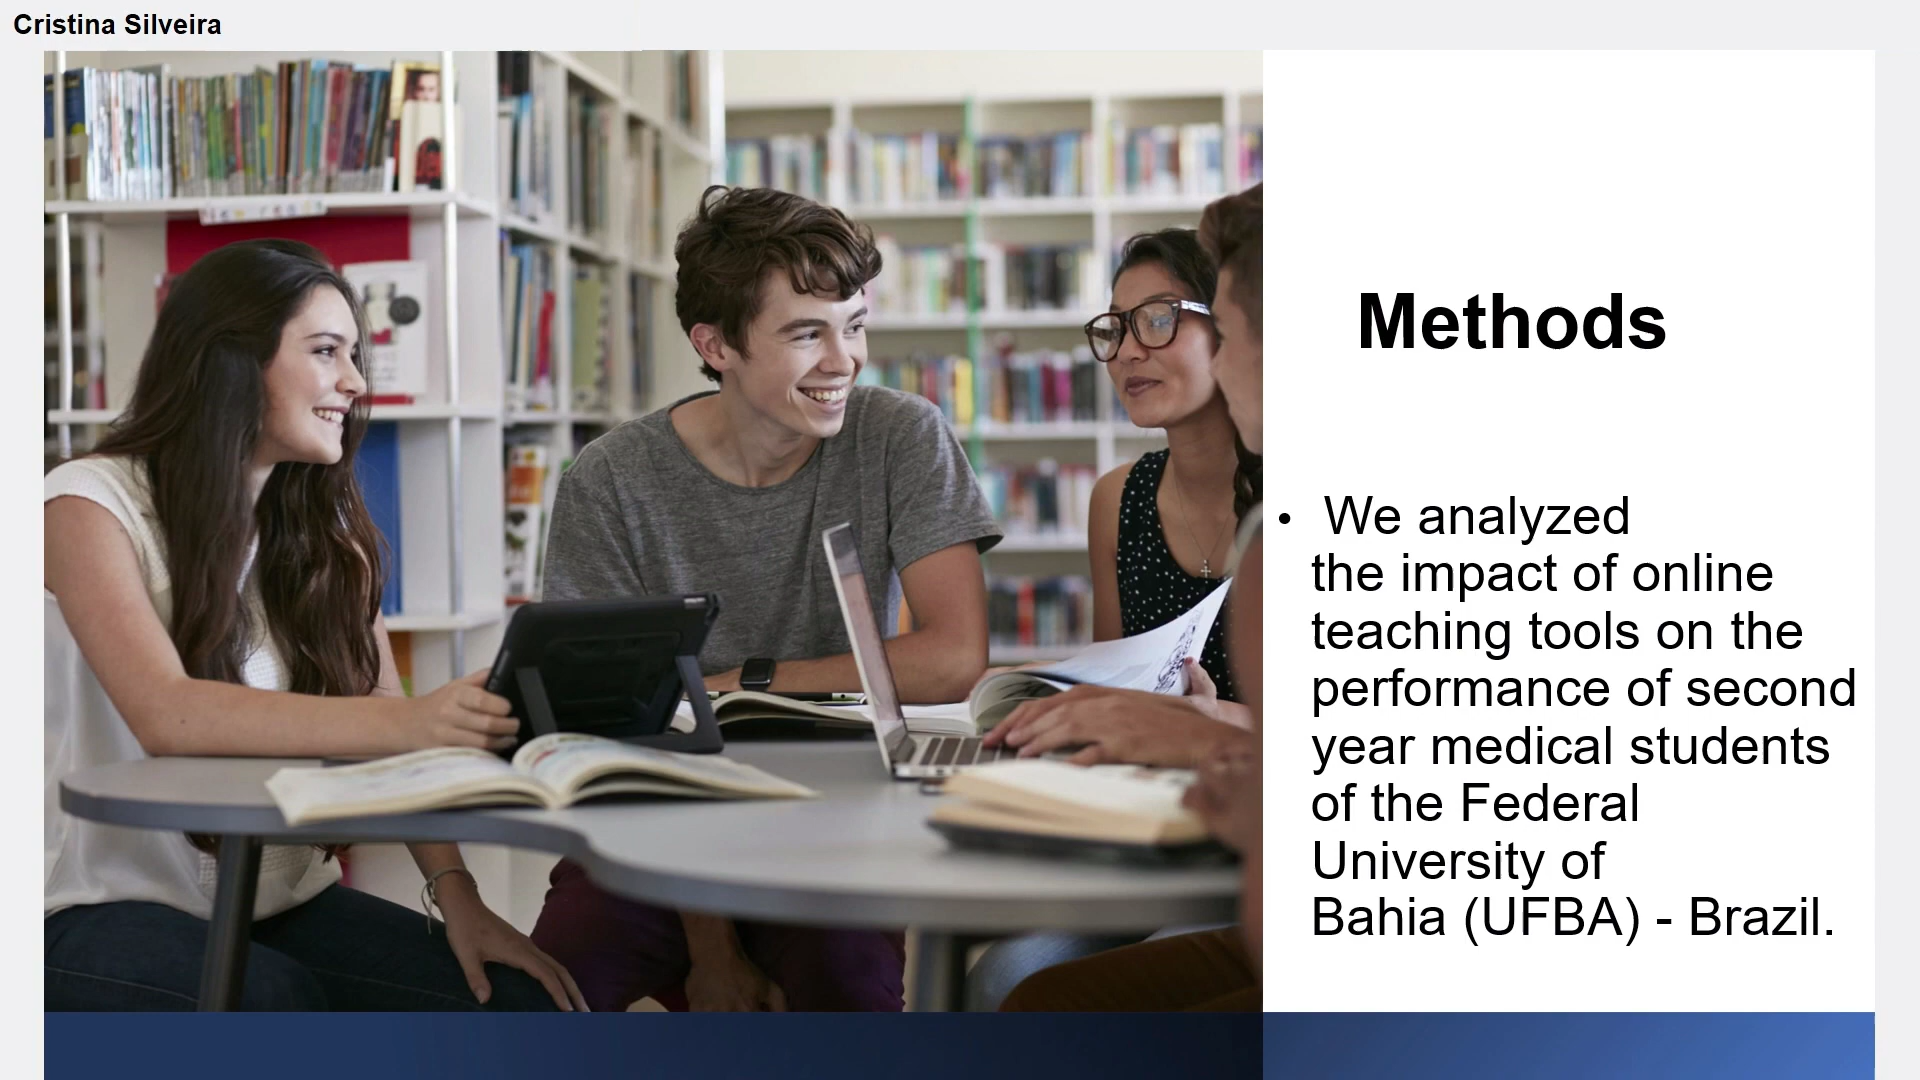 Cristina Silveira
Methods
• We analyzed
the impact of online
teaching tools on the
performance of second
year medical students
of the Federal
University of
Bahia (UFBA) - Brazil.